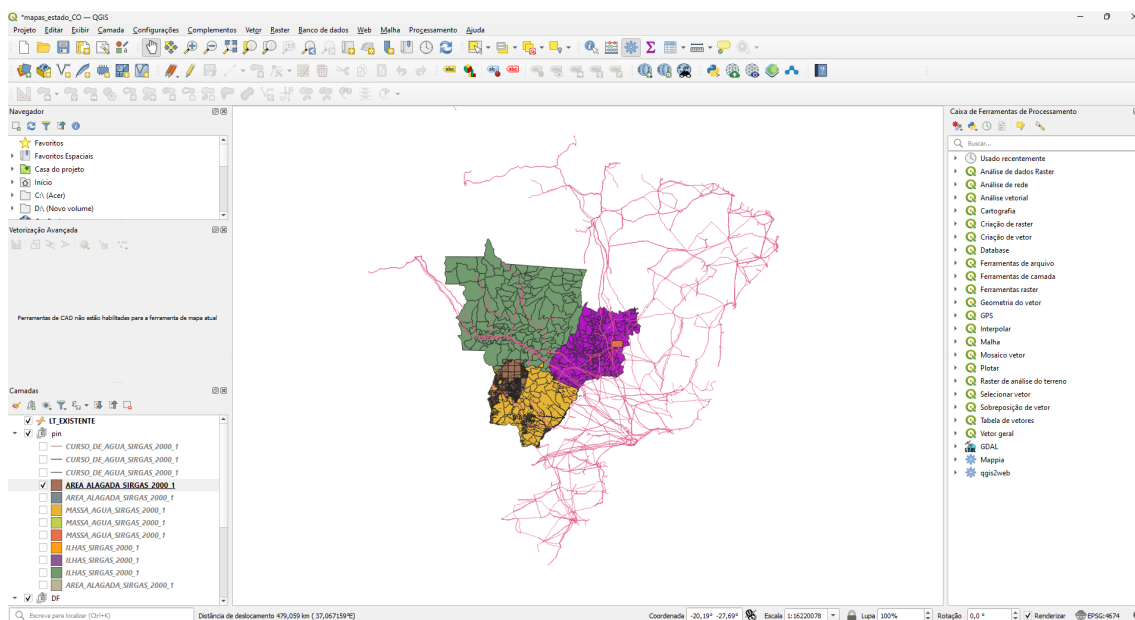 *mapas_estado_CO — QGIS
Projeto Editar Exibir Camada Configurações Complementos Vetor Raster Banco de dados Web Malha Processamento Ajuda
Navegador
Favoritos
Favoritos Espaciais
Casa do projeto
Início
C:\ (Acer)
D:\ (Novo volume)
Vetorização Avançada
Ferramentas de CAD não estão habilitadas para a ferramenta de mapa atual
Camadas
LT_EXISTENTE
pin
CURSO_DE_AGUA_SIRGAS_2000_1
CURSO_DE_AGUA_SIRGAS_2000_1
CURSO_DE_AGUA_SIRGAS_2000_1
AREA_ALAGADA_SIRGAS_2000_1
AREA_ALAGADA_SIRGAS_2000_1
MASSA_AGUA_SIRGAS_2000_1
MASSA_AGUA_SIRGAS_2000_1
MASSA_AGUA_SIRGAS_2000_1
ILHAS_SIRGAS_2000_1
ILHAS_SIRGAS_2000_1
ILHAS_SIRGAS_2000_1
AREA_ALAGADA_SIRGAS_2000_1
DF
Caixa de Ferramentas de Processamento
Buscar...
Usado recentemente
Análise de dados Raster
Análise de rede
Análise vetorial
Cartografia
Criação de raster
Criação de vetor
Database
Ferramentas de arquivo
Ferramentas de camada
Ferramentas raster
Geometria do vetor
GPS
Interpolar
Malha
Mosaico vetor
Plotar
Raster de análise do terreno
Selecionar vetor
Sobreposição de vetor
Tabela de vetores
Vetor geral
GDAL
Mappia
qgis2web
Escreva para localizar (Ctrl+K) Distância de deslocamento 479,059 km ( 37,067159°E) Coordenada -20,19° -27,69° Escala 1:16220078 Lupa 100% Rotação 0,0 ° Renderizar EPSG:4674